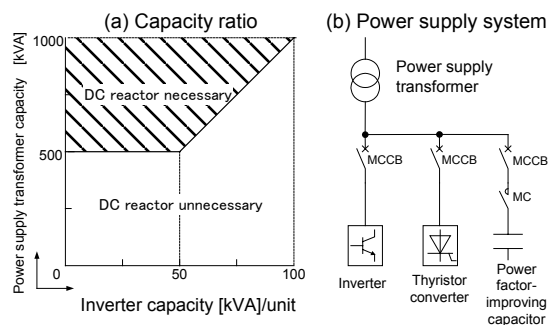 (a) Capacity ratio
Power supply transformer capacity [kVA]
1000
500
0
50
100
DC reactor necessary
DC reactor unnecessary
Inverter capacity [kVA]/unit
(b) Power supply system
Power supply
transformer
MCCB
MCCB
MCCB
MC
Inverter
Thyristor
converter
Power
factor-
improving
capacitor